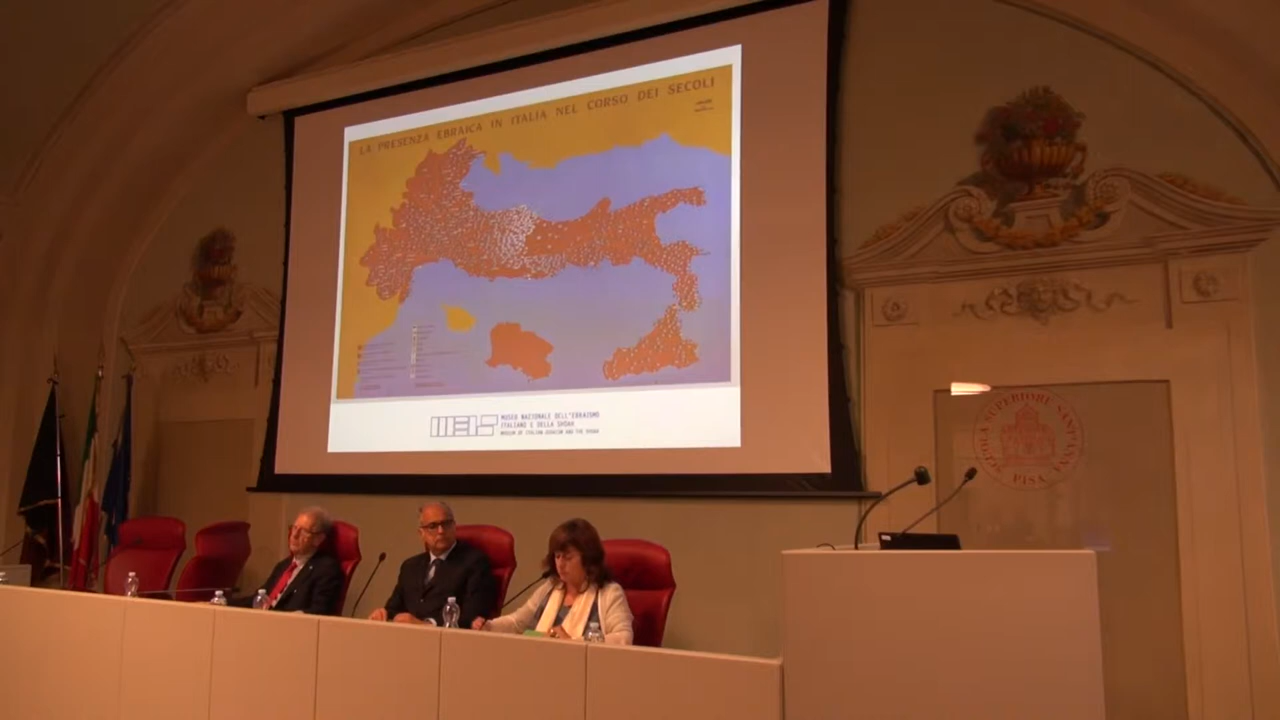 LA PRESENZA EBRAICA IN ITALIA NEL CORSO DEI SECOLI
MEIS
MUSEO NAZIONALE DELL'EBRAISMO
ITALIANO E DELLA SHOAH
MUSEUM OF ITALIAN JUDAISM AND THE SHOAH
SCUOLA SUPERIORE SANT'ANNA
PISA